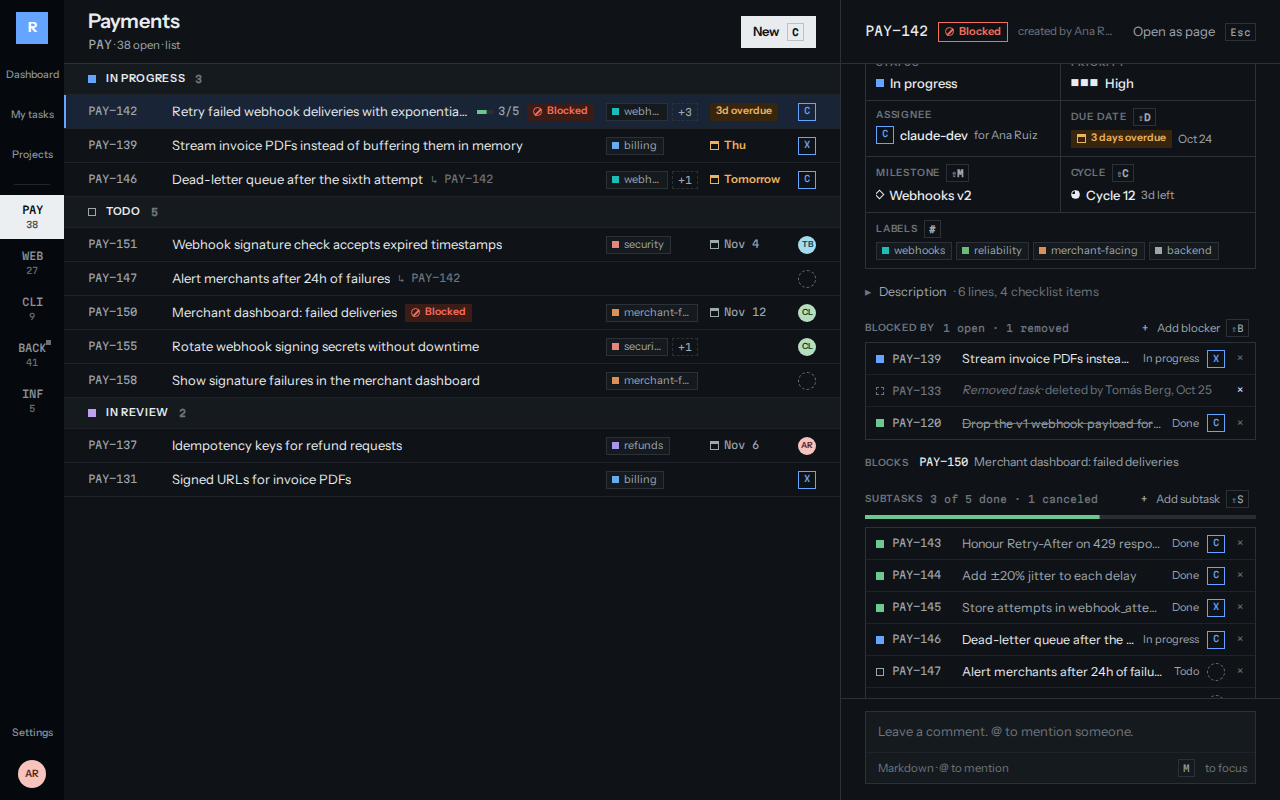 R
Dashboard
My tasks
Projects
PAY
38
WEB
27
CLI
9
BACK
41
INF
5
Settings
AR
Payments
PAY · 38 open · list
New C
IN PROGRESS 3
PAY-142 Retry failed webhook deliveries with exponentia… 3/5 Blocked webh… +3 3d overdue C
PAY-139 Stream invoice PDFs instead of buffering them in memory billing Thu X
PAY-146 Dead-letter queue after the sixth attempt ↳ PAY-142 webh… +1 Tomorrow C
TODO 5
PAY-151 Webhook signature check accepts expired timestamps security Nov 4 TB
PAY-147 Alert merchants after 24h of failures ↳ PAY-142
PAY-150 Merchant dashboard: failed deliveries Blocked merchant-f… Nov 12 CL
PAY-155 Rotate webhook signing secrets without downtime securi… +1 CL
PAY-158 Show signature failures in the merchant dashboard merchant-f…
IN REVIEW 2
PAY-137 Idempotency keys for refund requests refunds Nov 6 AR
PAY-131 Signed URLs for invoice PDFs billing X
PAY-142 Blocked created by Ana R… Open as page Esc
STATUS PRIORITY
In progress High
ASSIGNEE DUE DATE ⇧D
C claude-dev for Ana Ruiz 3 days overdue Oct 24
MILESTONE ⇧M CYCLE ⇧C
Webhooks v2 Cycle 12 3d left
LABELS #
webhooks reliability merchant-facing backend
▸ Description · 6 lines, 4 checklist items
BLOCKED BY 1 open · 1 removed + Add blocker ⇧B
PAY-139 Stream invoice PDFs instea… In progress X ×
PAY-133 Removed task · deleted by Tomás Berg, Oct 25 ×
PAY-120 Drop the v1 webhook payload for… Done C ×
BLOCKS PAY-150 Merchant dashboard: failed deliveries
SUBTASKS 3 of 5 done · 1 canceled + Add subtask ⇧S
PAY-143 Honour Retry-After on 429 respo… Done C ×
PAY-144 Add ±20% jitter to each delay Done C ×
PAY-145 Store attempts in webhook_atte… Done X ×
PAY-146 Dead-letter queue after the … In progress C ×
PAY-147 Alert merchants after 24h of failu… Todo ×
Leave a comment. @ to mention someone.
Markdown · @ to mention M to focus